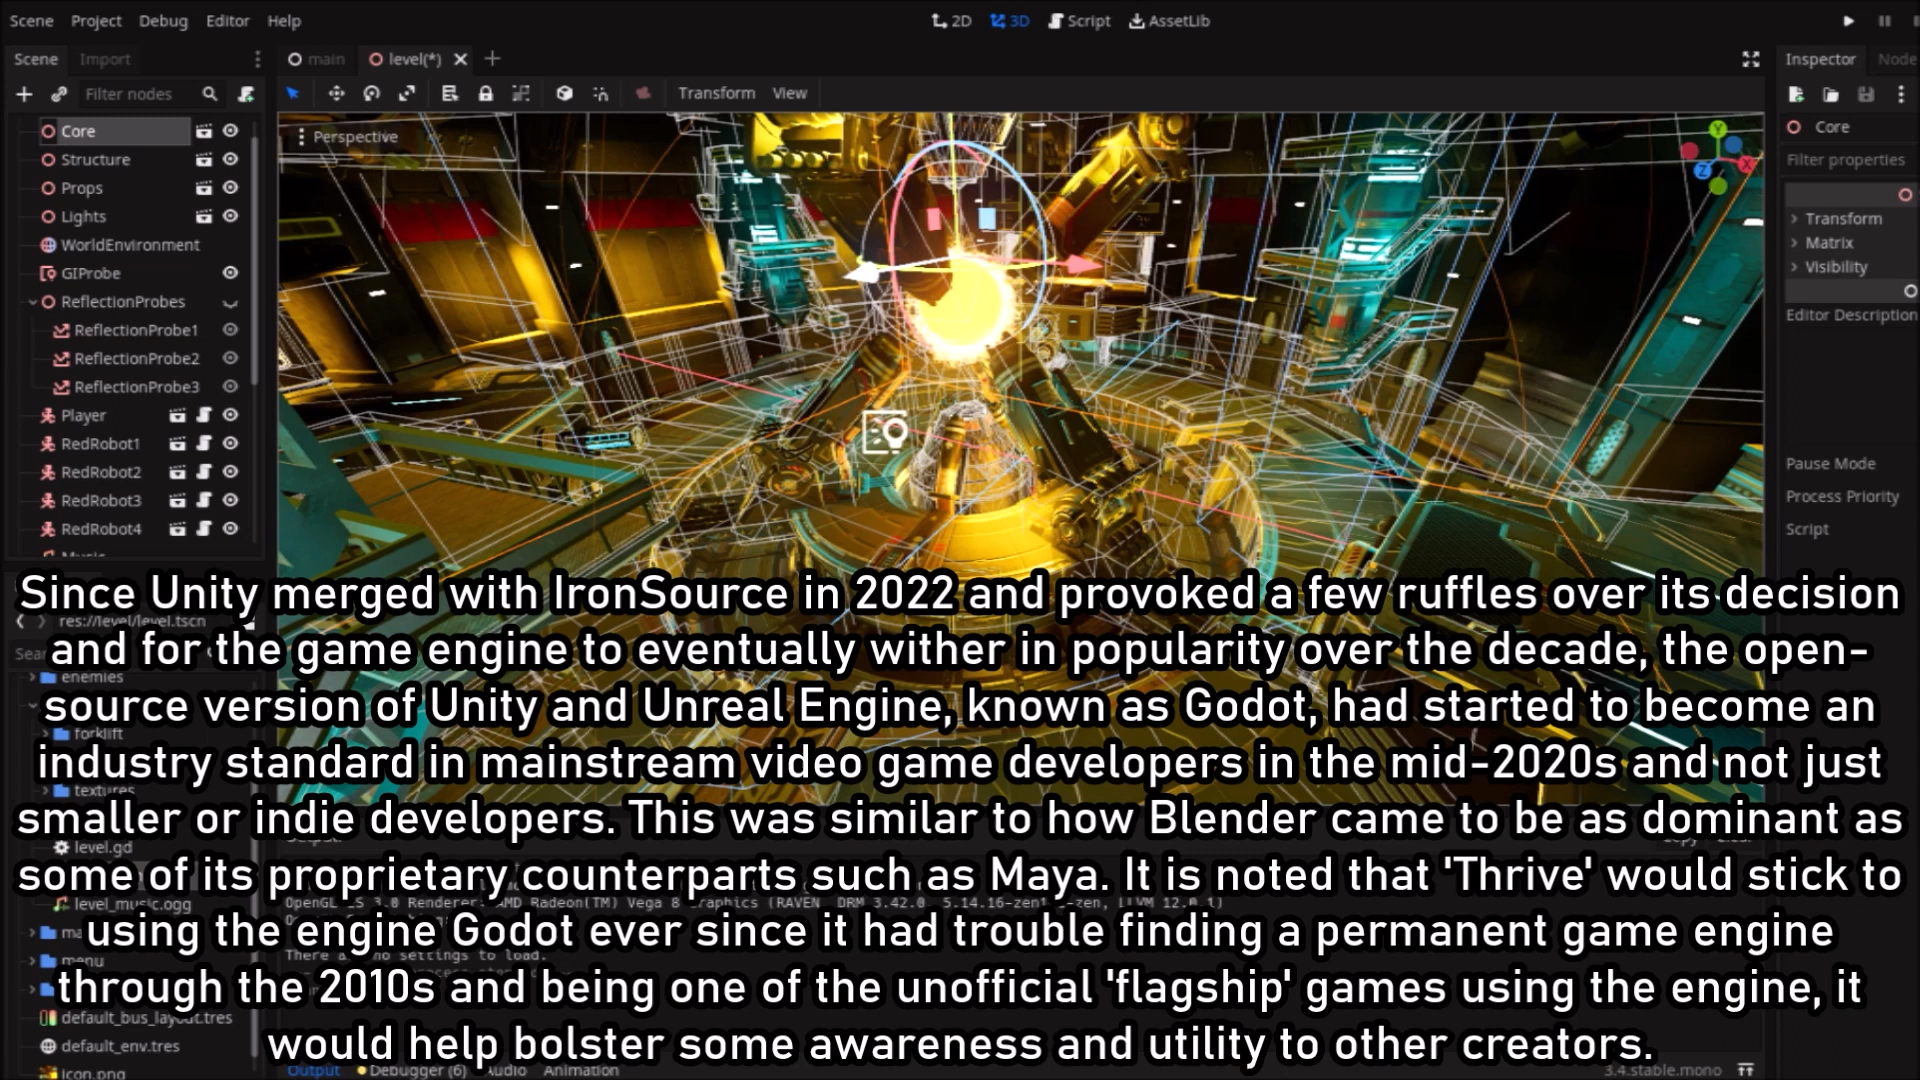 Scene Project Debug Editor Help
2D 3D Script AssetLib
Scene Import
main level(*)
Inspector Node
Filter nodes
Transform View
Core
Structure
Props
Lights
WorldEnvironment
GIProbe
ReflectionProbes
ReflectionProbe1
ReflectionProbe2
ReflectionProbe3
Player
RedRobot1
RedRobot2
RedRobot3
RedRobot4
Perspective
Y
X
Z
Core
Filter properties
Transform
Matrix
Visibility
Editor Description
Pause Mode
Process Priority
Script
Since Unity merged with IronSource in 2022 and provoked a few ruffles over its decision
and for the game engine to eventually wither in popularity over the decade, the open-
source version of Unity and Unreal Engine, known as Godot, had started to become an
industry standard in mainstream video game developers in the mid-2020s and not just
smaller or indie developers. This was similar to how Blender came to be as dominant as
some of its proprietary counterparts such as Maya. It is noted that 'Thrive' would stick to
using the engine Godot ever since it had trouble finding a permanent game engine
through the 2010s and being one of the unofficial 'flagship' games using the engine, it
would help bolster some awareness and utility to other creators.
res://level/level.tscn
enemies
forklift
textures
level.gd
level_music.ogg
menu
default_bus_layout.tres
default_env.tres
icon.png
Output Debugger (6) Audio Animation
3.4.stable.mono